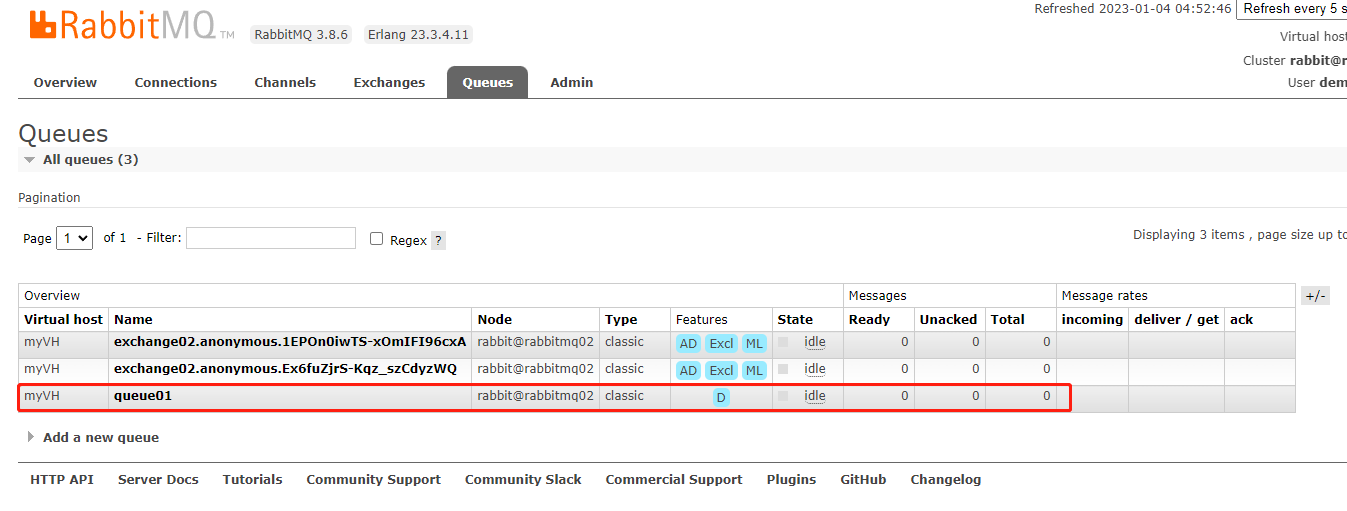 Refreshed 2023-01-04 04:52:46 Refresh every 5 s
RabbitMQ TM RabbitMQ 3.8.6 Erlang 23.3.4.11
Virtual host
Cluster rabbit@r
User dem
Overview Connections Channels Exchanges Queues Admin
Queues
All queues (3)
Pagination
Page 1 of 1 - Filter: Regex ?
Displaying 3 items , page size up to
Overview Messages Message rates +/-
Virtual host Name Node Type Features State Ready Unacked Total incoming deliver / get ack
myVH exchange02.anonymous.1EPOn0iwTS-xOmIFI96cxA rabbit@rabbitmq02 classic AD Excl ML idle 0 0 0
myVH exchange02.anonymous.Ex6fuZjrS-Kqz_szCdyzWQ rabbit@rabbitmq02 classic AD Excl ML idle 0 0 0
myVH queue01 rabbit@rabbitmq02 classic D idle 0 0 0
Add a new queue
HTTP API Server Docs Tutorials Community Support Community Slack Commercial Support Plugins GitHub Changelog